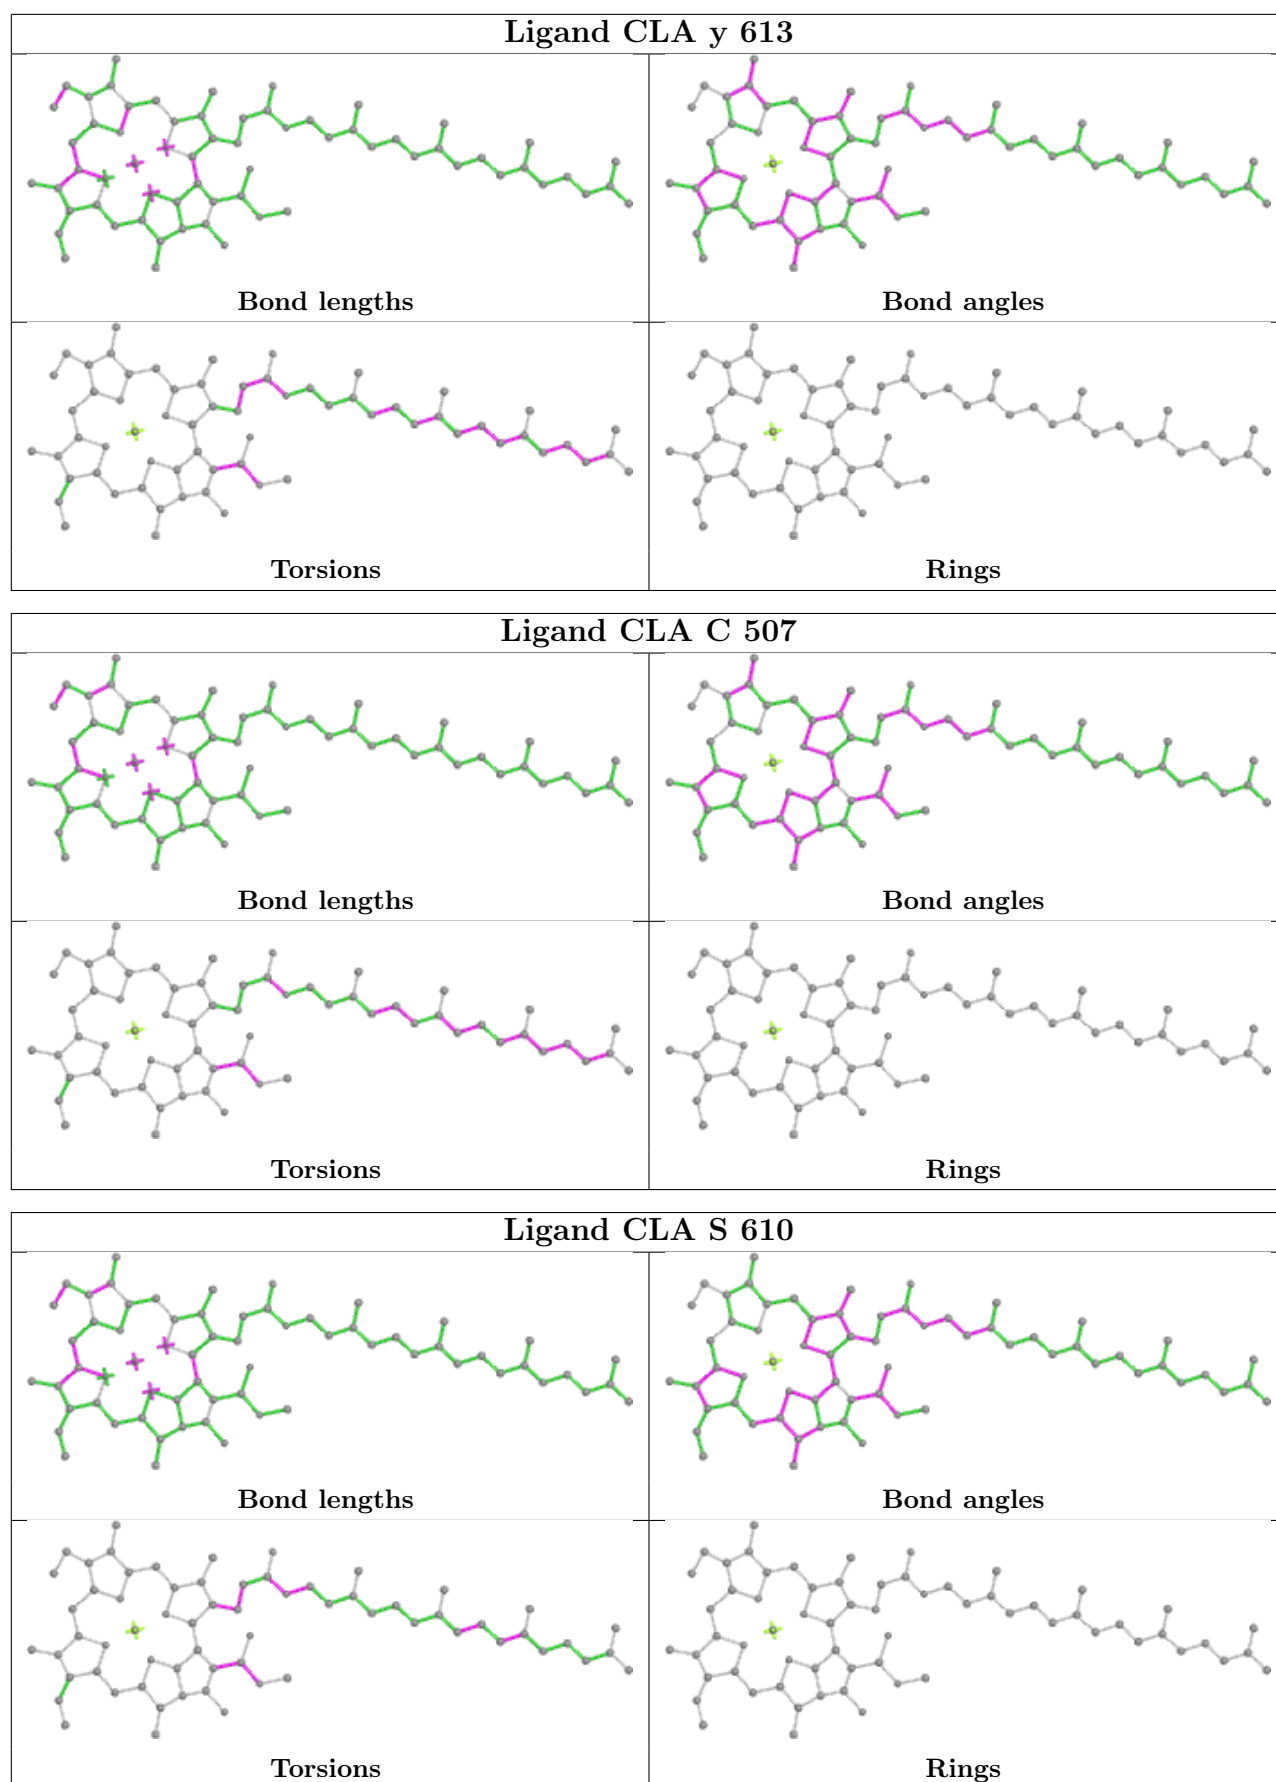 Ligand CLA y 613
Bond lengths
Bond angles
Torsions
Rings
Ligand CLA C 507
Bond lengths
Bond angles
Torsions
Rings
Ligand CLA S 610
Bond lengths
Bond angles
Torsions
Rings